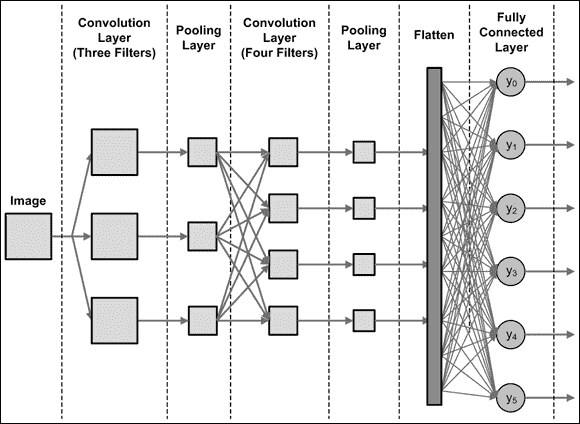 Convolution
Layer
(Three Filters)
Pooling
Layer
Convolution
Layer
(Four Filters)
Pooling
Layer
Flatten
Fully
Connected
Layer
Image
y0
y1
y2
y3
y4
y5